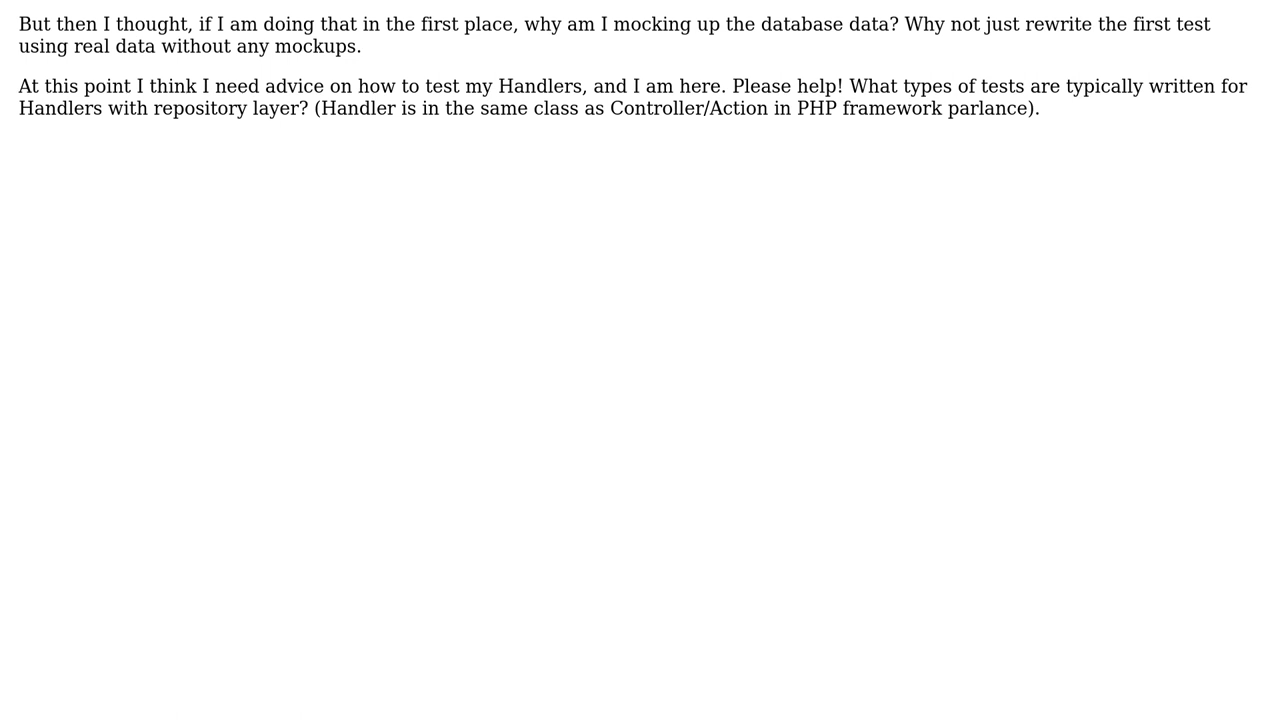 But then I thought, if I am doing that in the first place, why am I mocking up the database data? Why not just rewrite the first test
using real data without any mockups.
At this point I think I need advice on how to test my Handlers, and I am here. Please help! What types of tests are typically written for
Handlers with repository layer? (Handler is in the same class as Controller/Action in PHP framework parlance).